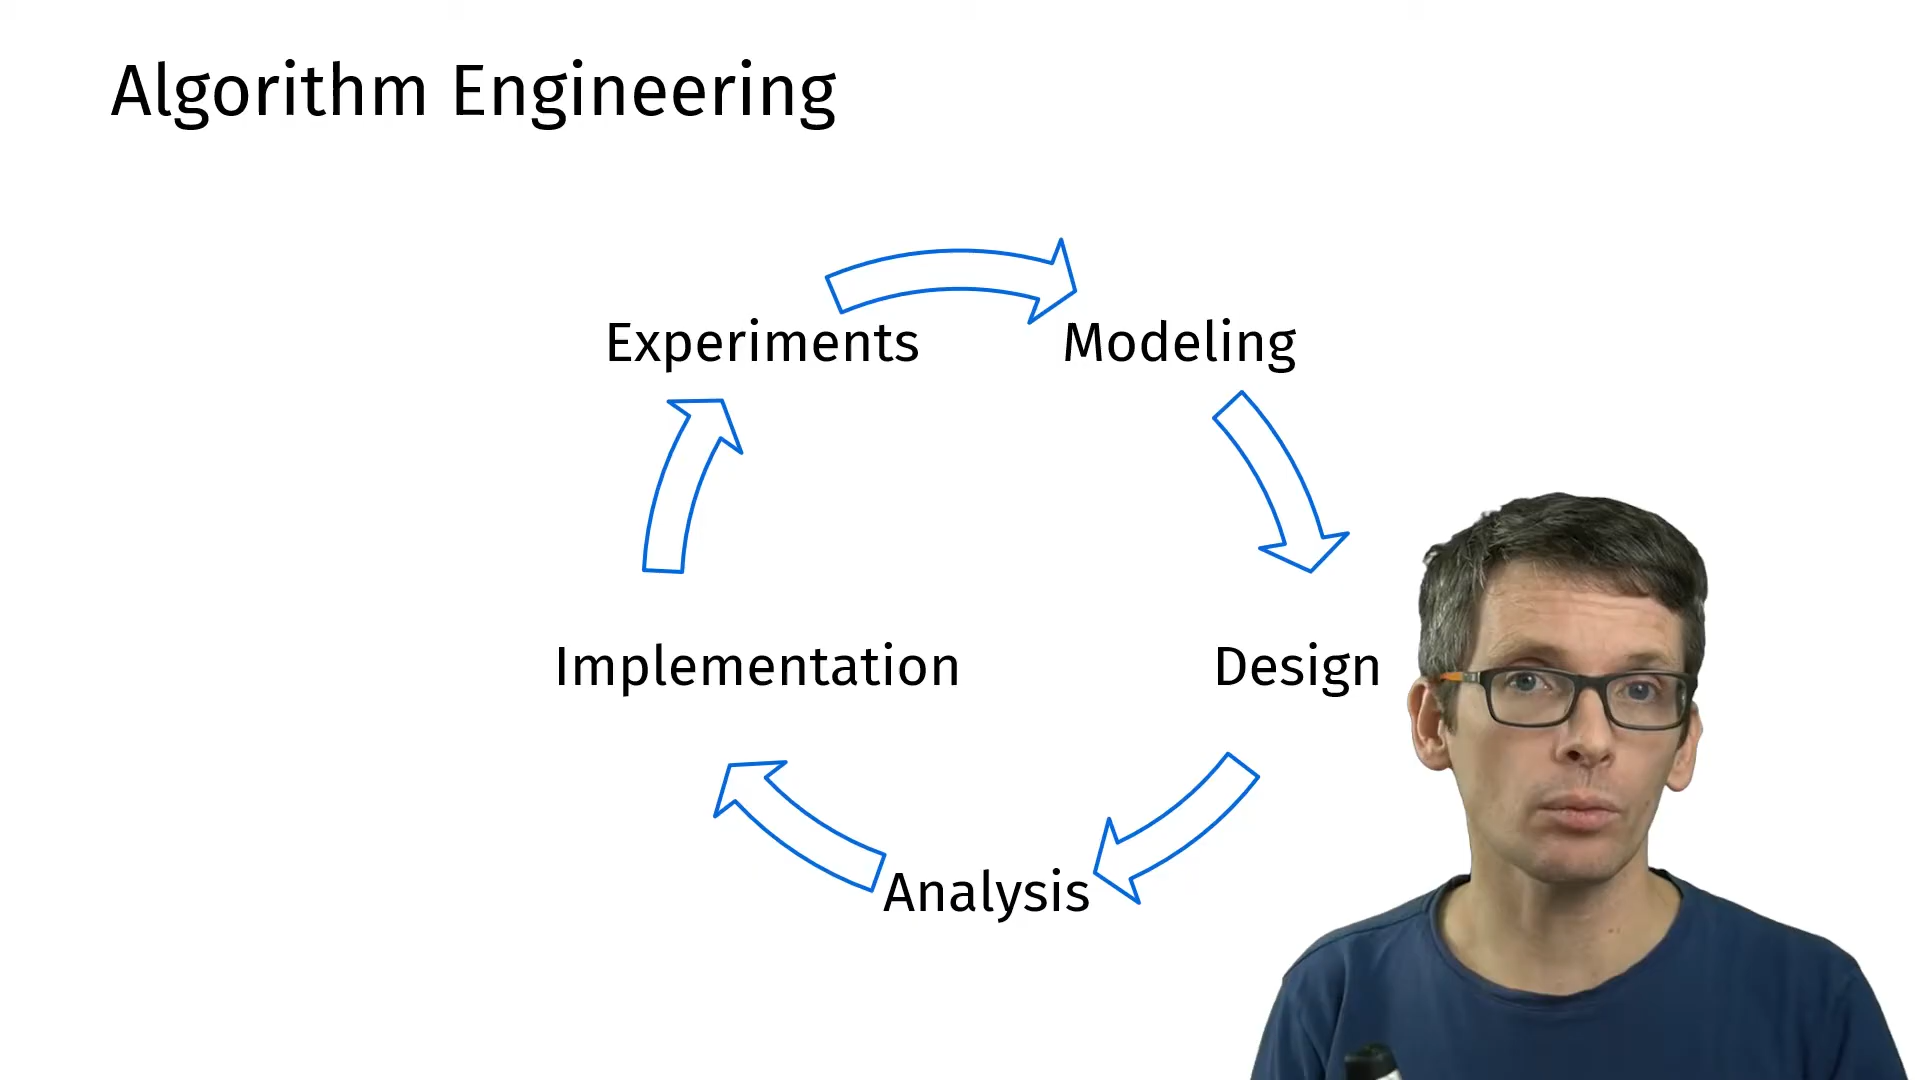 Algorithm Engineering
Experiments
Modeling
Implementation
Design
Analysis